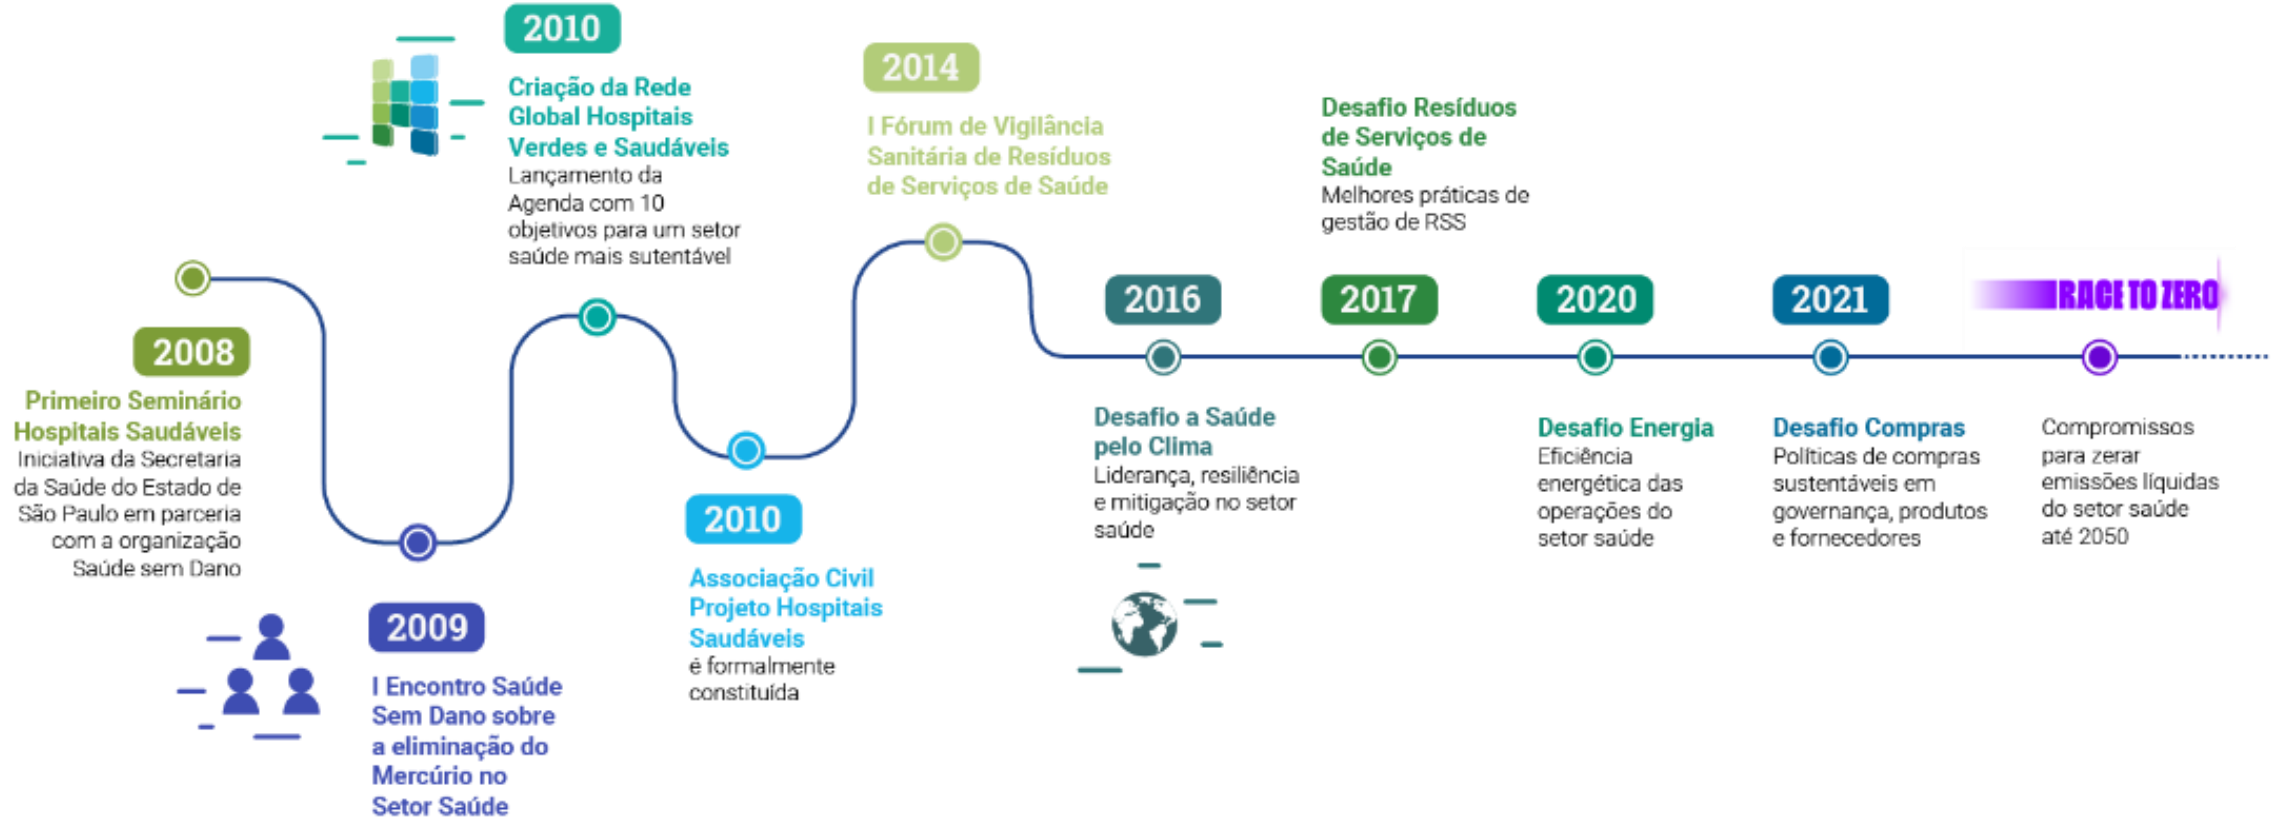 2008
Primeiro Seminário
Hospitais Saudáveis
Iniciativa da Secretaria
da Saúde do Estado de
São Paulo em parceria
com a organização
Saúde sem Dano
2009
I Encontro Saúde
Sem Dano sobre
a eliminação do
Mercúrio no
Setor Saúde
2010
Criação da Rede
Global Hospitais
Verdes e Saudáveis
Lançamento da
Agenda com 10
objetivos para um setor
saúde mais sutentável
2010
Associação Civil
Projeto Hospitais
Saudáveis
é formalmente
constituída
2014
I Fórum de Vigilância
Sanitária de Resíduos
de Serviços de Saúde
2016
Desafio a Saúde
pelo Clima
Liderança, resiliência
e mitigação no setor
saúde
Desafio Resíduos
de Serviços de
Saúde
Melhores práticas de
gestão de RSS
2017
2020
Desafio Energia
Eficiência
energética das
operações do
setor saúde
2021
Desafio Compras
Políticas de compras
sustentáveis em
governança, produtos
e fornecedores
RACE TO ZERO
Compromissos
para zerar
emissões líquidas
do setor saúde
até 2050